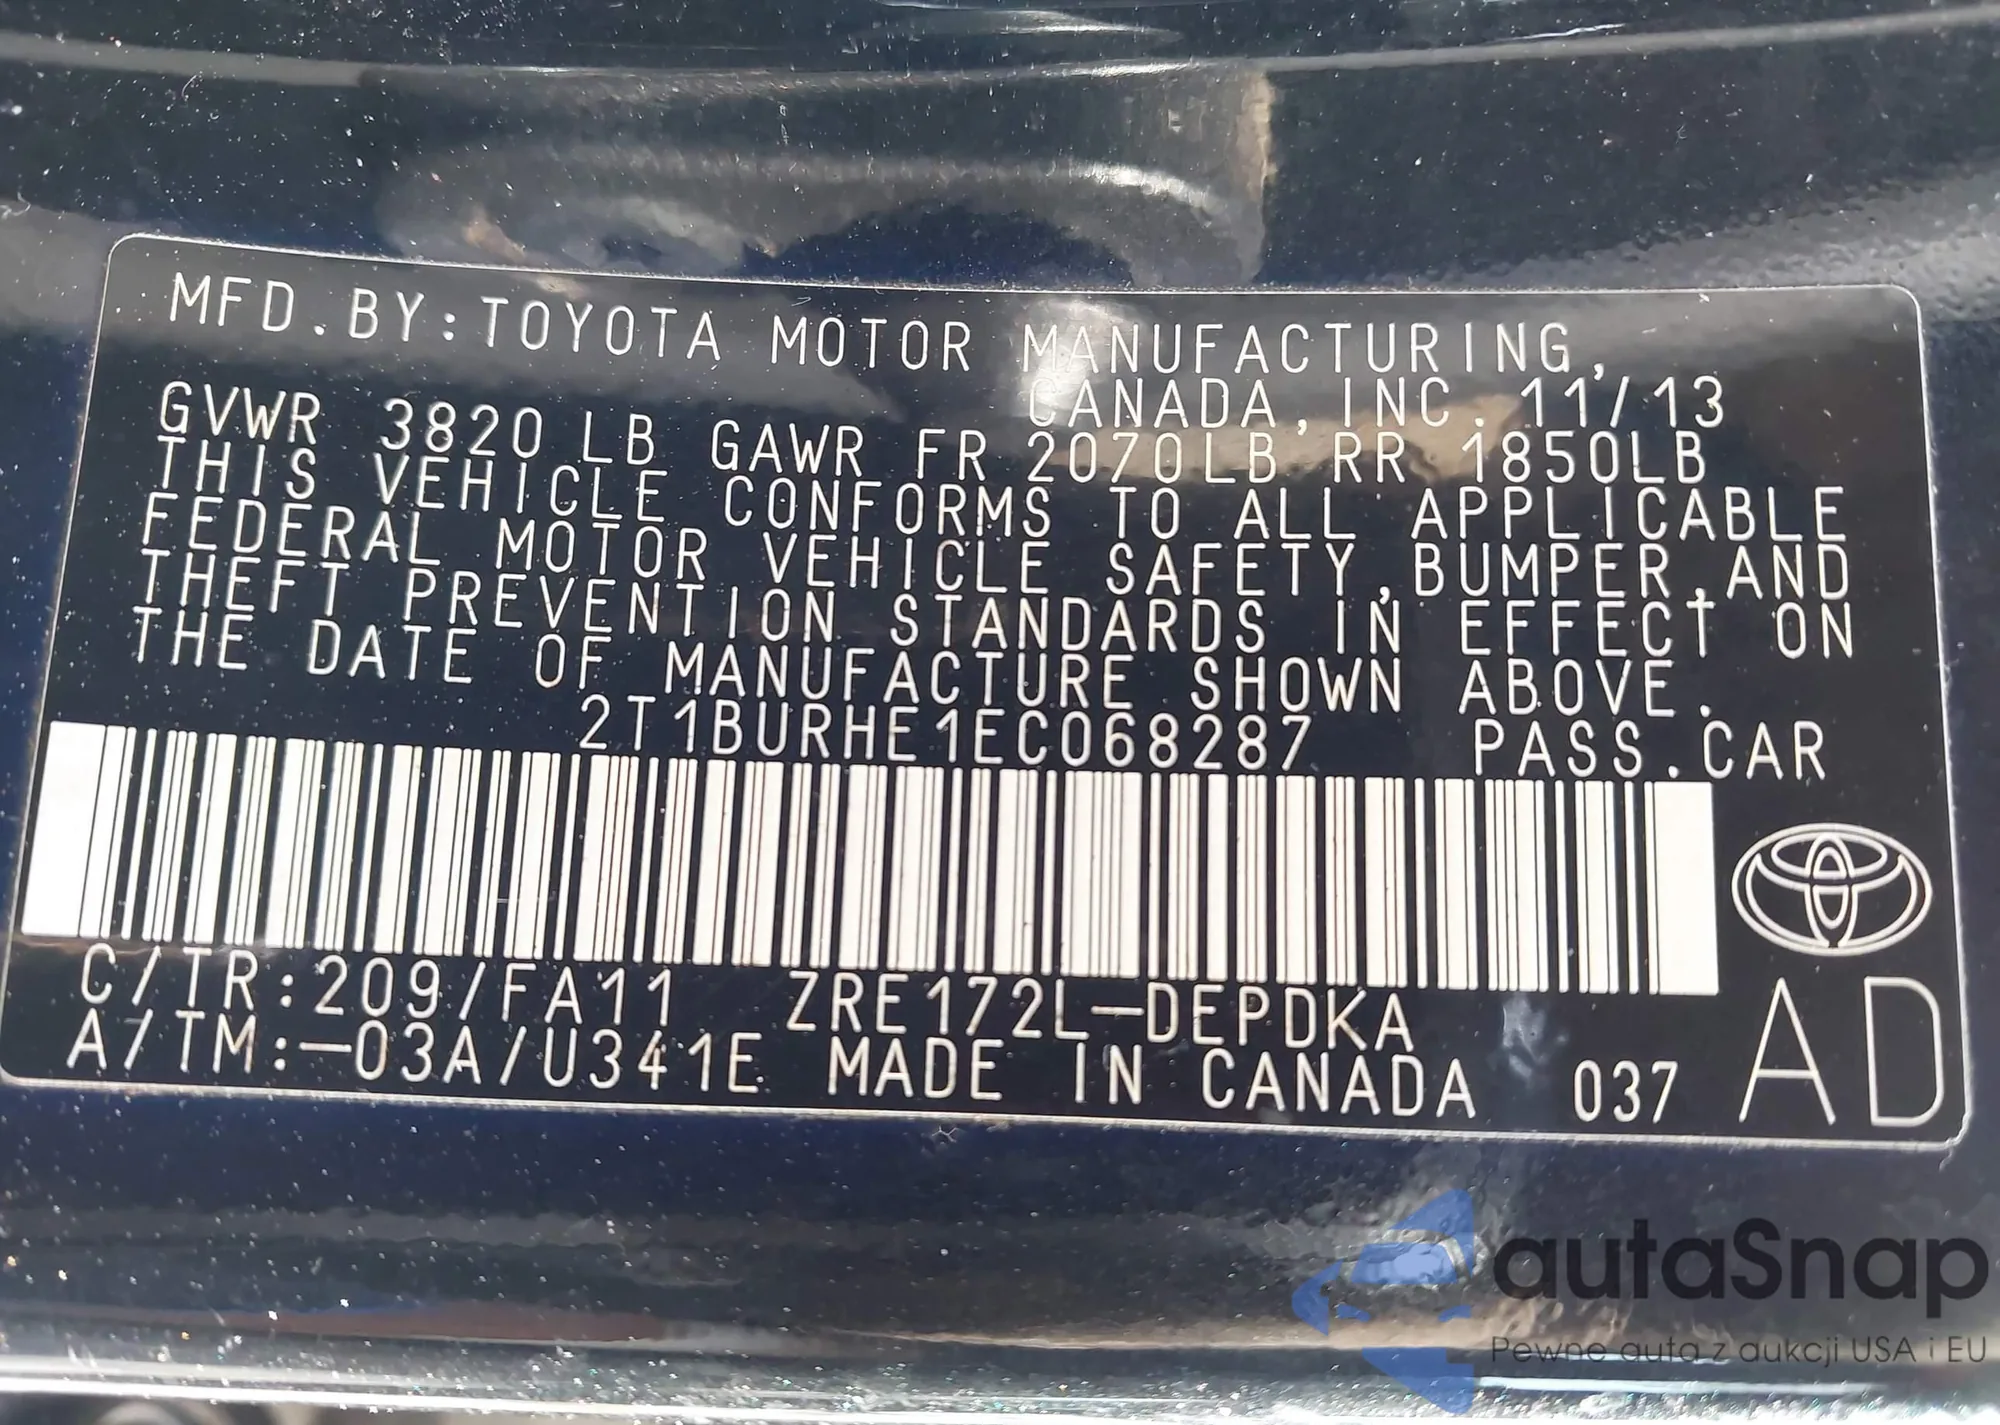 MFD.BY:TOYOTA MOTOR MANUFACTURING,
CANADA,INC. 11/13
GVWR 3820 LB GAWR FR 2070LB RR 1850LB
THIS VEHICLE CONFORMS TO ALL APPLICABLE
FEDERAL MOTOR VEHICLE SAFETY,BUMPER,AND
THEFT PREVENTION STANDARDS IN EFFECT ON
THE DATE OF MANUFACTURE SHOWN ABOVE.
2T1BURHE1EC068287 PASS.CAR
C/TR:209/FA11 ZRE172L-DEPDKA
A/TM:-03A/U341E MADE IN CANADA 037 AD
autaSnap
Pewne auta z aukcji USA i EU